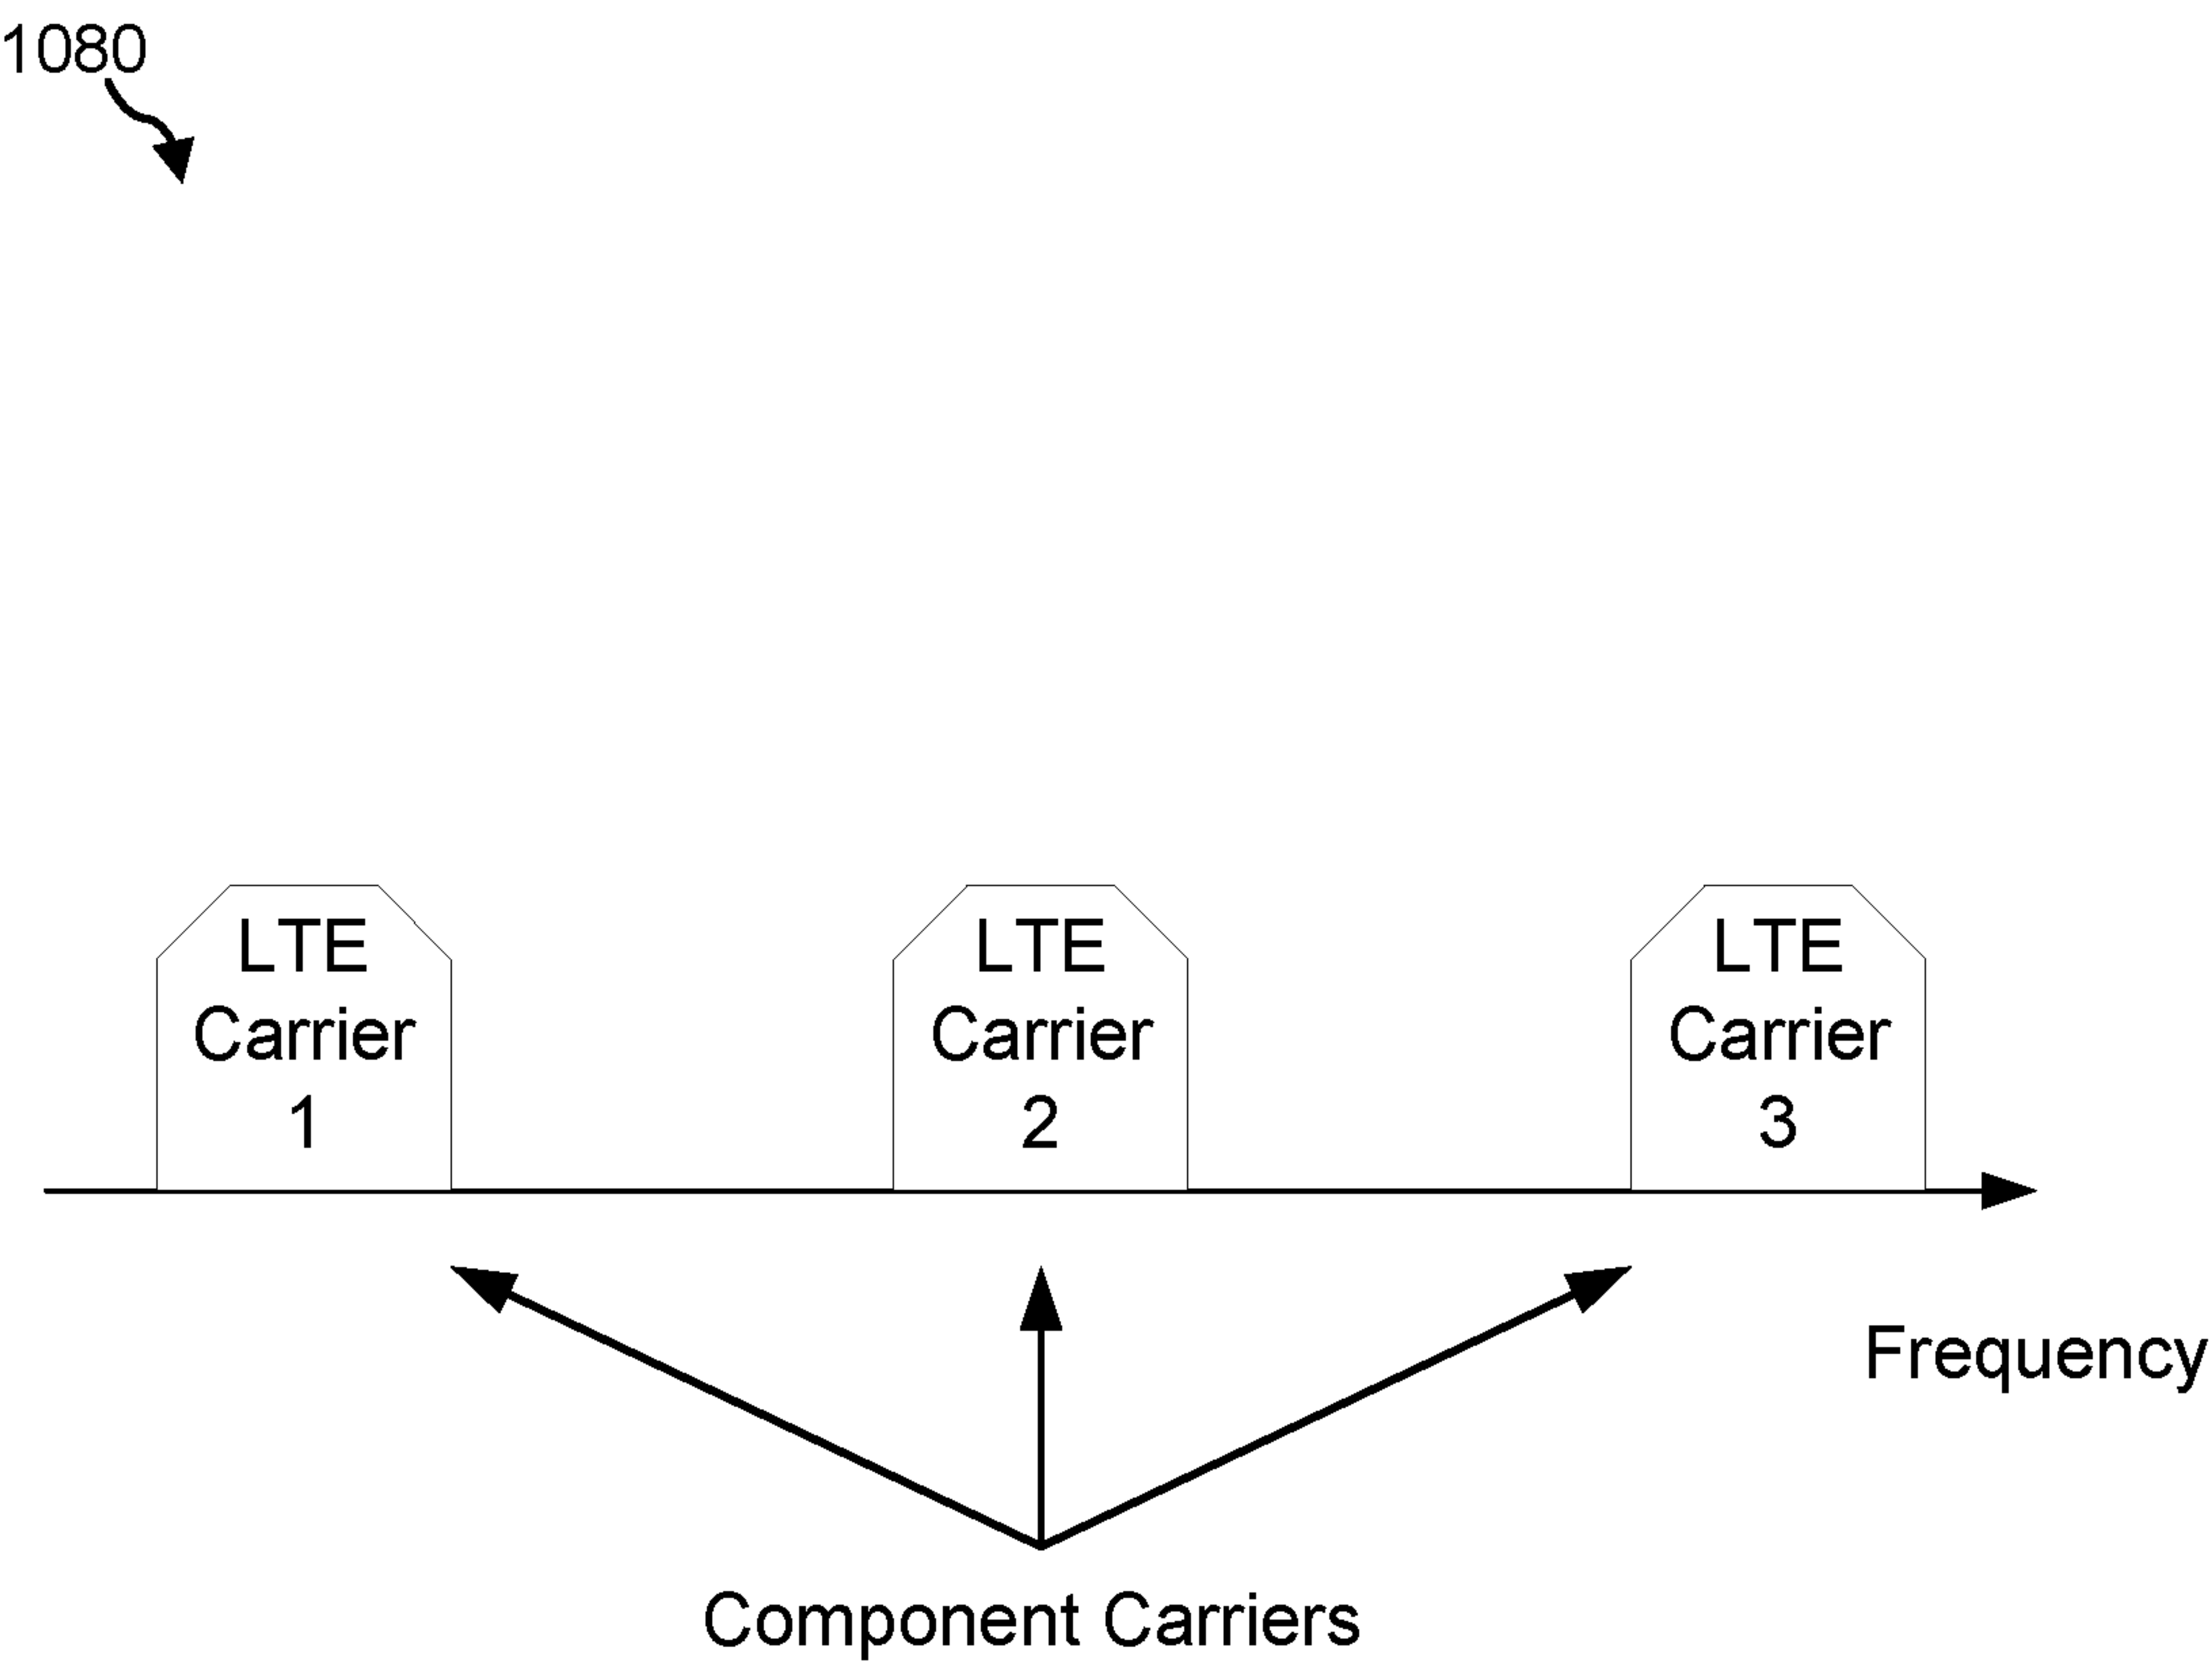 1080
LTE
Carrier
1
LTE
Carrier
2
LTE
Carrier
3
Frequency
Component Carriers